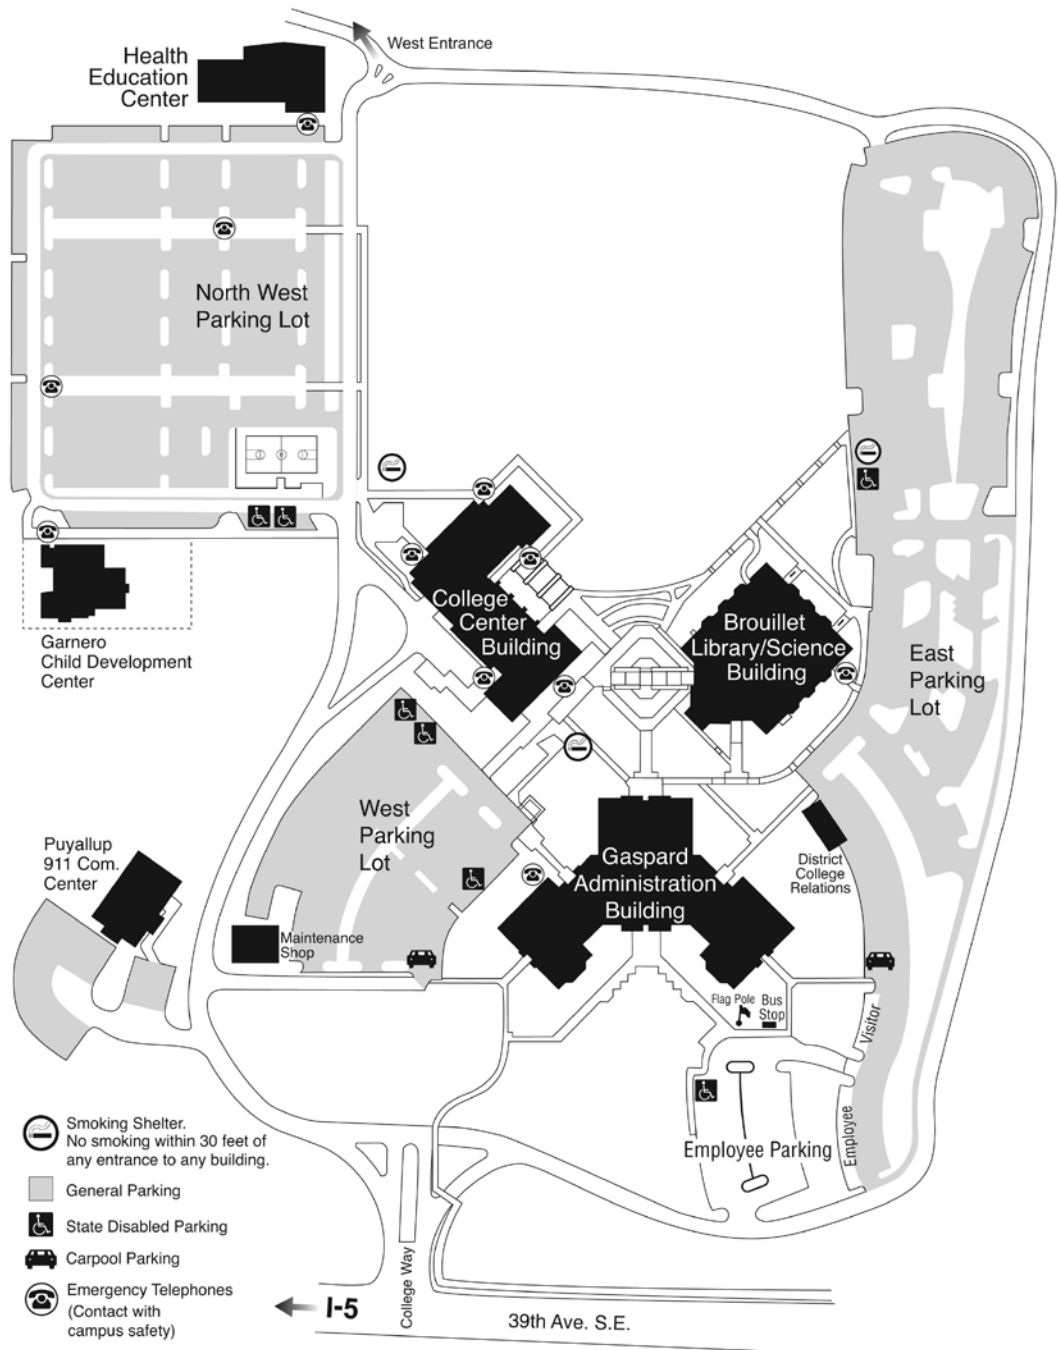 West Entrance
Health
Education
Center
North West
Parking Lot
College
Center
Building
Brouillet
Library/Science
Building
East
Parking
Lot
Garnero
Child Development
Center
West
Parking
Lot
Puyallup
911 Com.
Center
Gaspard
Administration
Building
District
College
Relations
Maintenance
Shop
Flag Pole
Bus
Stop
Visitor
Employee
Employee Parking
Smoking Shelter.
No smoking within 30 feet of
any entrance to any building.
General Parking
State Disabled Parking
Carpool Parking
Emergency Telephones
(Contact with
campus safety)
I-5
College Way
39th Ave. S.E.